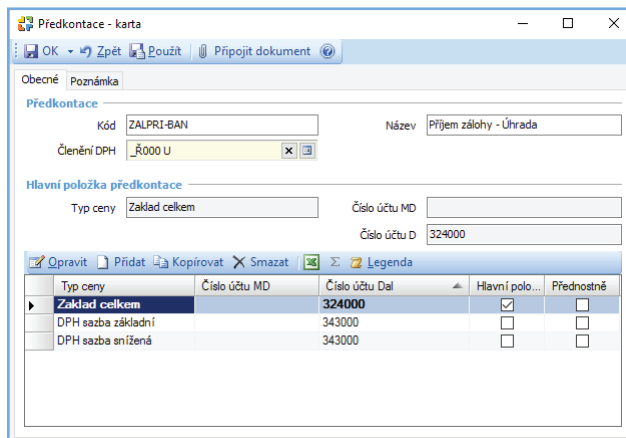 Předkontace - karta
OK Zpět Použít Připojit dokument
Obecné Poznámka
Předkontace
Kód ZALPRI-BAN Název Příjem zálohy - Úhrada
Členění DPH _Ř000 U
Hlavní položka předkontace
Typ ceny Zaklad celkem Číslo účtu MD
Číslo účtu D 324000
Opravit Přidat Kopírovat Smazat Σ Legenda
Typ ceny Číslo účtu MD Číslo účtu Dal Hlavní polo... Přednostně
Zaklad celkem 324000
DPH sazba základní 343000
DPH sazba snížená 343000